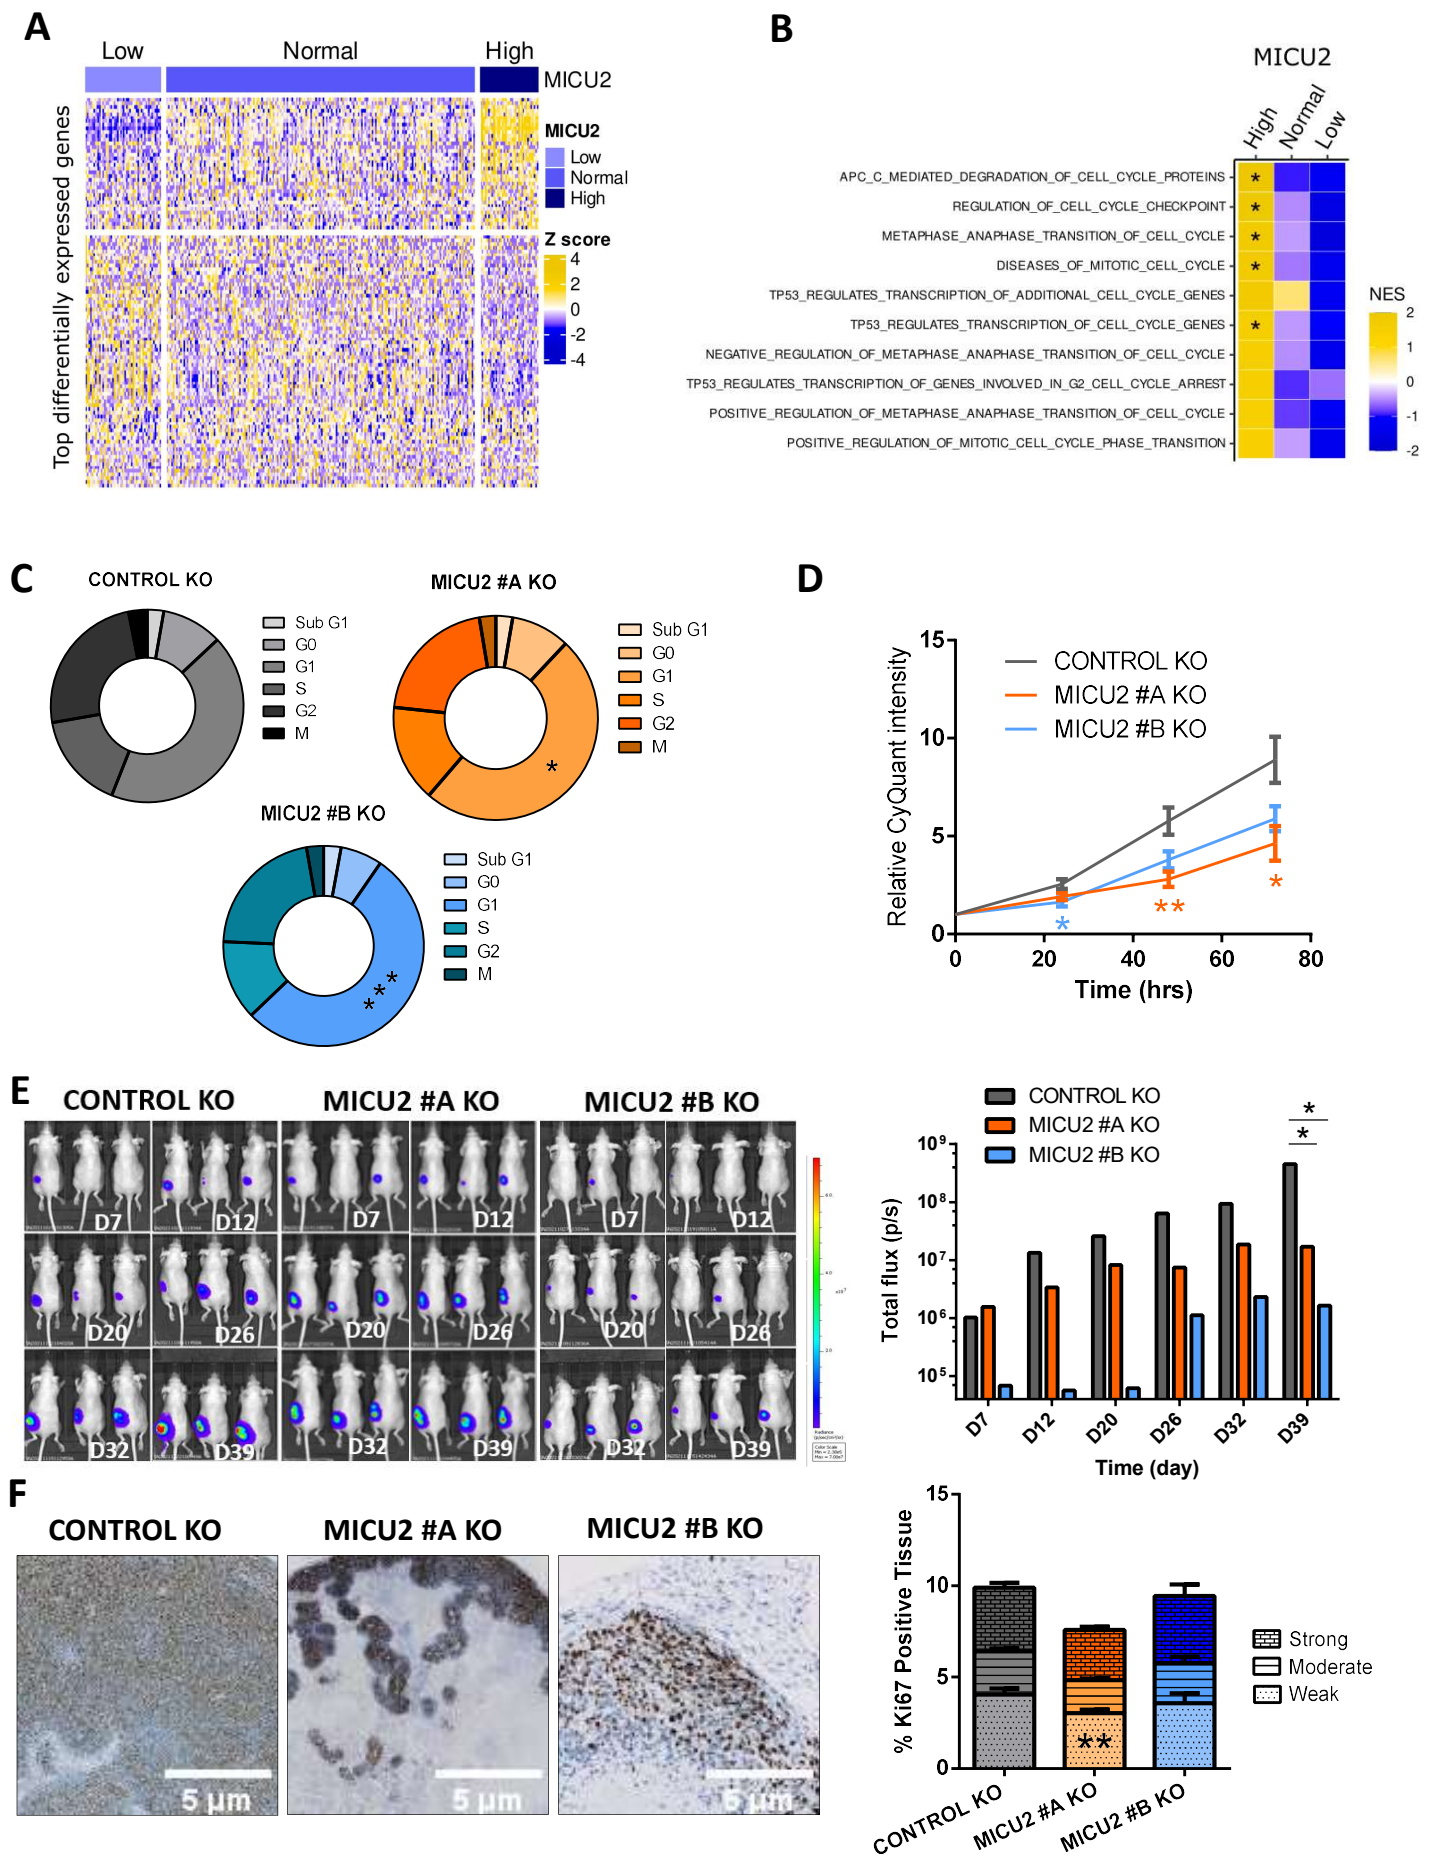 A
Low
Normal
High
MICU2
Top differentially expressed genes
MICU2
Low
Normal
High
Z score
4
2
0
-2
-4
B
MICU2
High
Normal
Low
APC_C_MEDIATED_DEGRADATION_OF_CELL_CYCLE_PROTEINS
*
REGULATION_OF_CELL_CYCLE_CHECKPOINT
*
METAPHASE_ANAPHASE_TRANSITION_OF_CELL_CYCLE
*
DISEASES_OF_MITOTIC_CELL_CYCLE
*
TP53_REGULATES_TRANSCRIPTION_OF_ADDITIONAL_CELL_CYCLE_GENES
TP53_REGULATES_TRANSCRIPTION_OF_CELL_CYCLE_GENES
*
NEGATIVE_REGULATION_OF_METAPHASE_ANAPHASE_TRANSITION_OF_CELL_CYCLE
TP53_REGULATES_TRANSCRIPTION_OF_GENES_INVOLVED_IN_G2_CELL_CYCLE_ARREST
POSITIVE_REGULATION_OF_METAPHASE_ANAPHASE_TRANSITION_OF_CELL_CYCLE
POSITIVE_REGULATION_OF_MITOTIC_CELL_CYCLE_PHASE_TRANSITION
NES
2
1
0
-1
-2
C
CONTROL KO
Sub G1
G0
G1
S
G2
M
MICU2 #A KO
*
Sub G1
G0
G1
S
G2
M
MICU2 #B KO
***
Sub G1
G0
G1
S
G2
M
D
Relative CyQuant intensity
15
10
5
0
CONTROL KO
MICU2 #A KO
MICU2 #B KO
*
**
*
0
20
40
60
80
Time (hrs)
E
CONTROL KO
MICU2 #A KO
MICU2 #B KO
D7
D12
D7
D12
D7
D12
D20
D26
D20
D26
D20
D26
D32
D39
D32
D39
D32
D39
CONTROL KO
MICU2 #A KO
MICU2 #B KO
*
*
Total flux (p/s)
10⁹
10⁸
10⁷
10⁶
10⁵
D7
D12
D20
D26
D32
D39
Time (day)
F
CONTROL KO
MICU2 #A KO
MICU2 #B KO
5 µm
5 µm
5 µm
% Ki67 Positive Tissue
15
10
5
0
**
CONTROL KO
MICU2 #A KO
MICU2 #B KO
Strong
Moderate
Weak